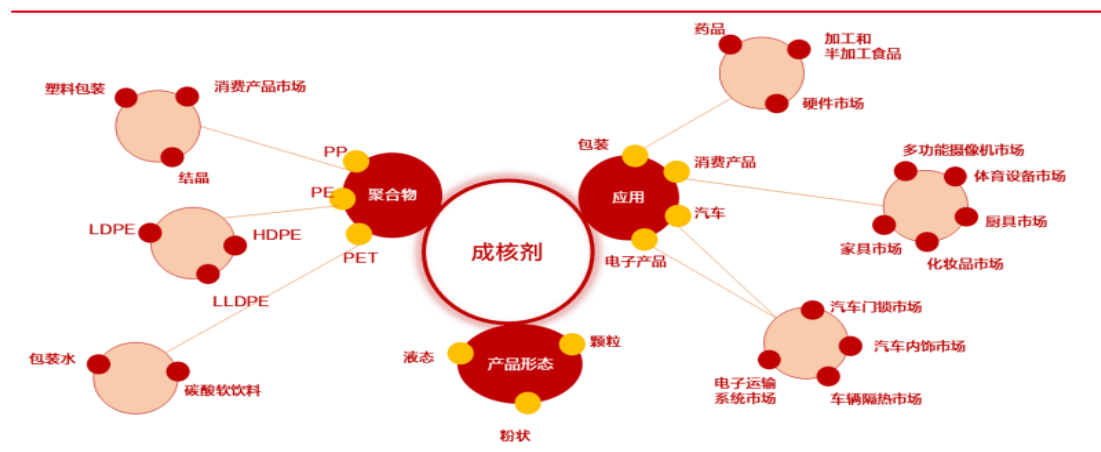 药品
加工和
半加工食品
塑料包装
消费产品市场
硬件市场
包装
PP
消费产品
多功能摄像机市场
体育设备市场
结晶
PE
聚合物
应用
汽车
厨具市场
LDPE
HDPE
PET
成核剂
电子产品
家具市场
化妆品市场
LLDPE
汽车门锁市场
液态
颗粒
汽车内饰市场
包装水
产品形态
碳酸软饮料
电子运输
系统市场
车辆隔热市场
粉状